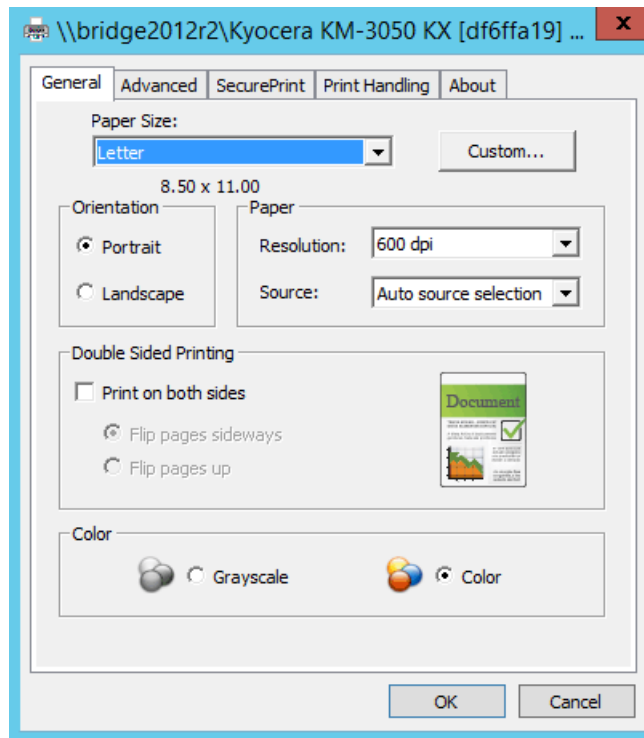 \\bridge2012r2\Kyocera KM-3050 KX [df6ffa19] ... x
General Advanced SecurePrint Print Handling About
Paper Size:
Letter Custom...
8.50 x 11.00
Orientation Paper
Portrait Resolution: 600 dpi
Landscape Source: Auto source selection
Double Sided Printing
Print on both sides
Document
Flip pages sideways
Flip pages up
Color
Grayscale Color
OK Cancel